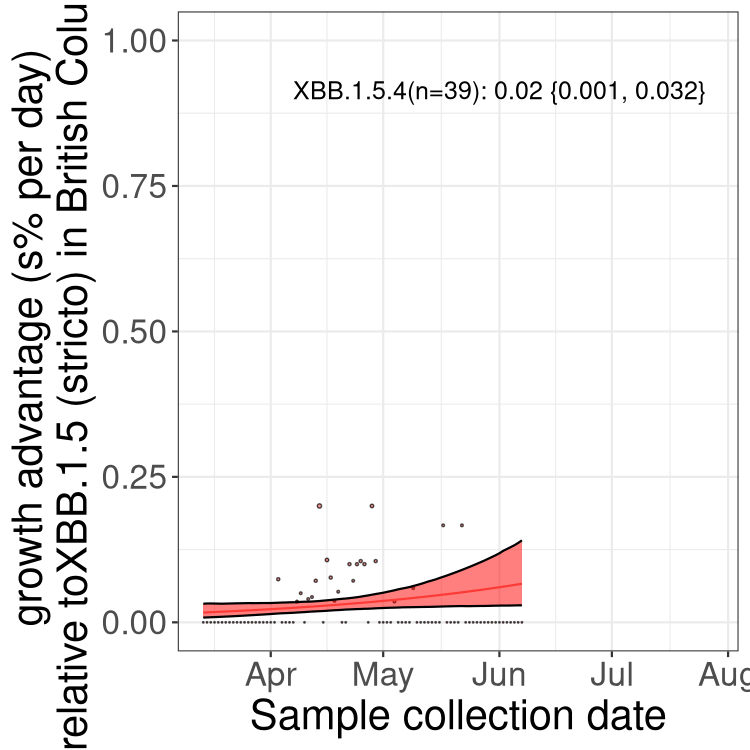 growth advantage (s% per day)
relative toXBB.1.5 (stricto) in British Colu
1.00
0.75
0.50
0.25
0.00
XBB.1.5.4(n=39): 0.02 {0.001, 0.032}
Apr May Jun Jul Aug
Sample collection date